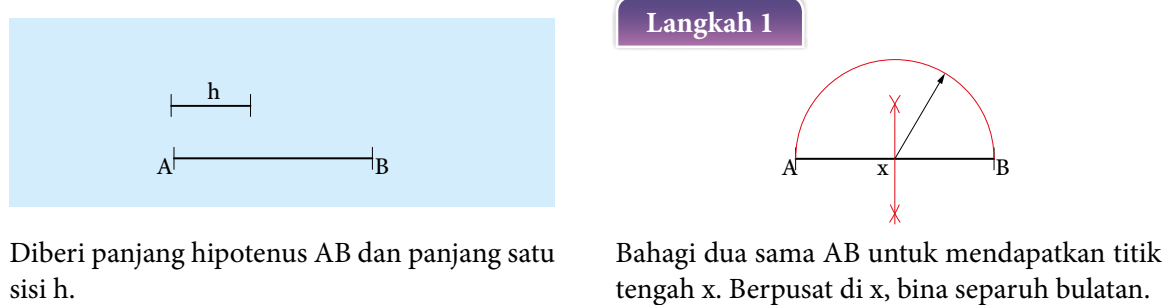 h
A B
Diberi panjang hipotenus AB dan panjang satu
sisi h.
Langkah 1
A x B
Bahagi dua sama AB untuk mendapatkan titik
tengah x. Berpusat di x, bina separuh bulatan.